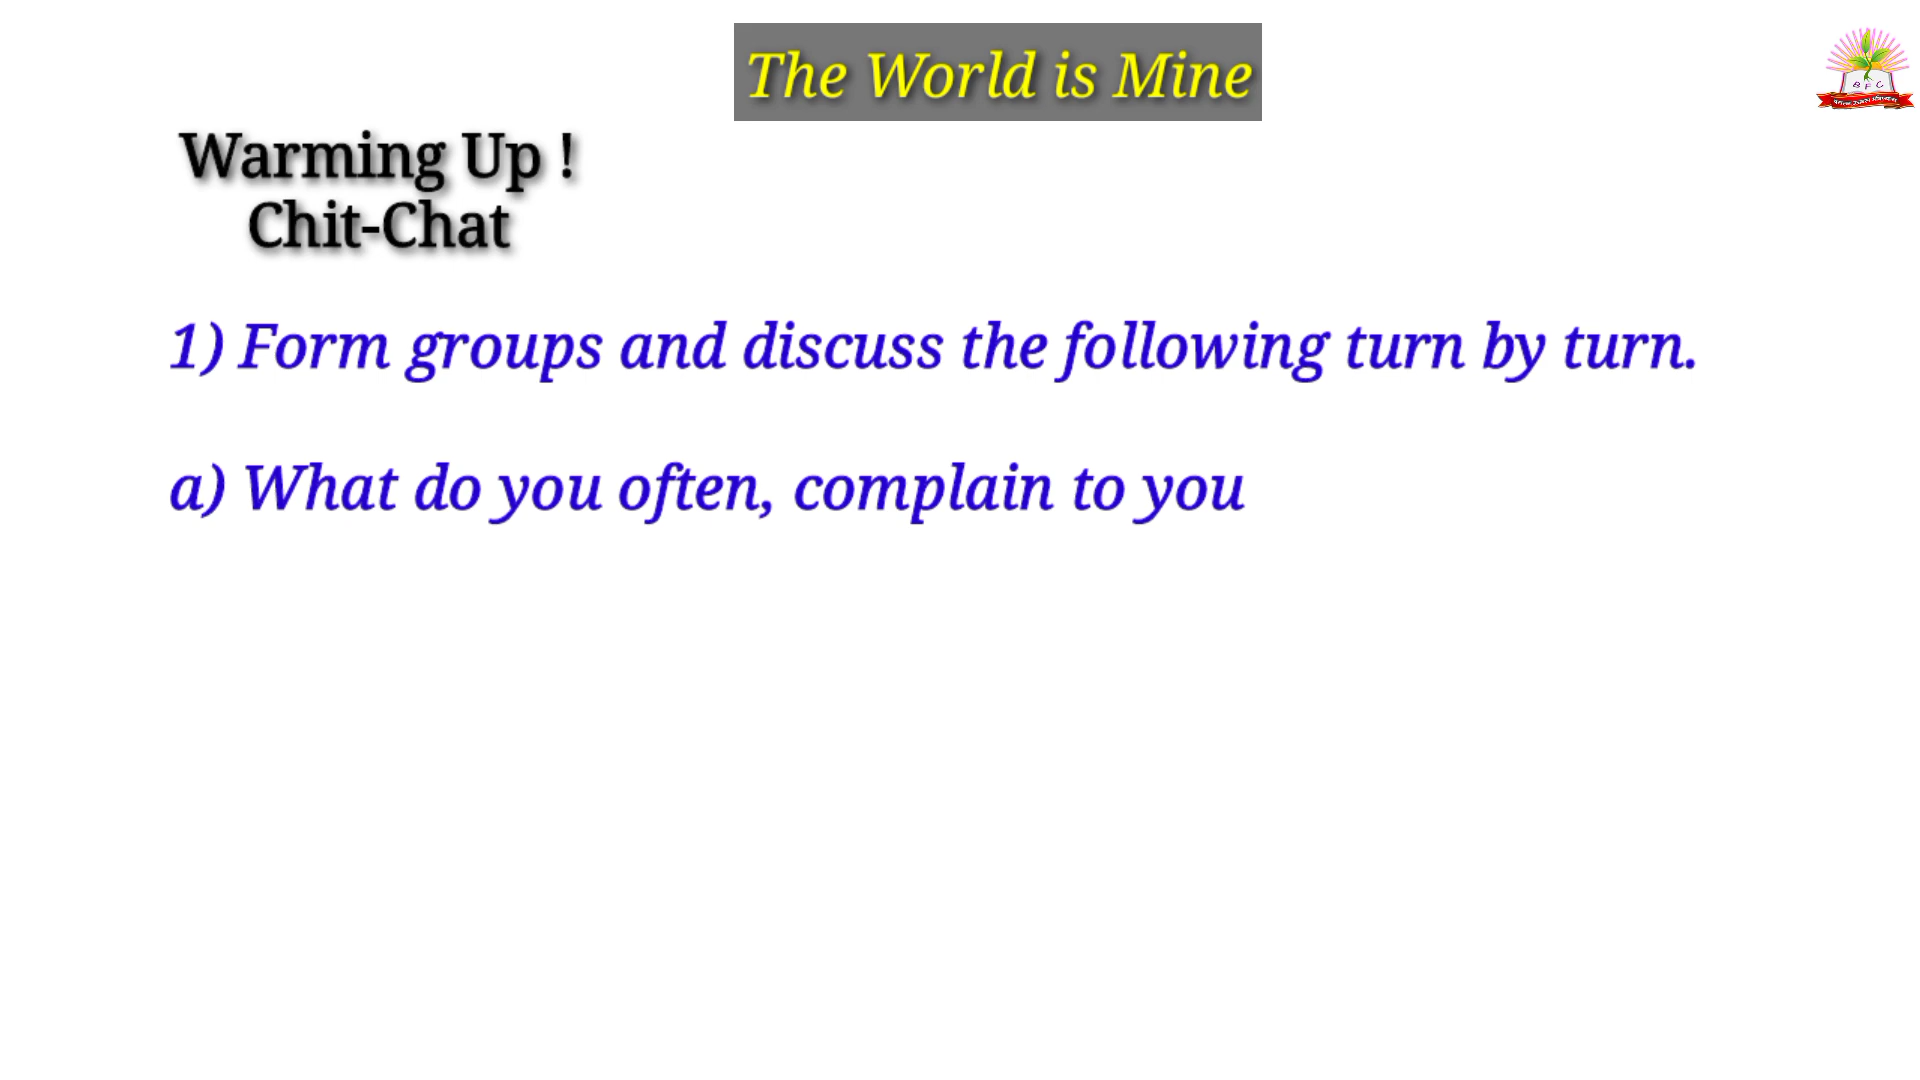 The World is Mine
Warming Up !
Chit-Chat
1) Form groups and discuss the following turn by turn.
a) What do you often, complain to you
B F C